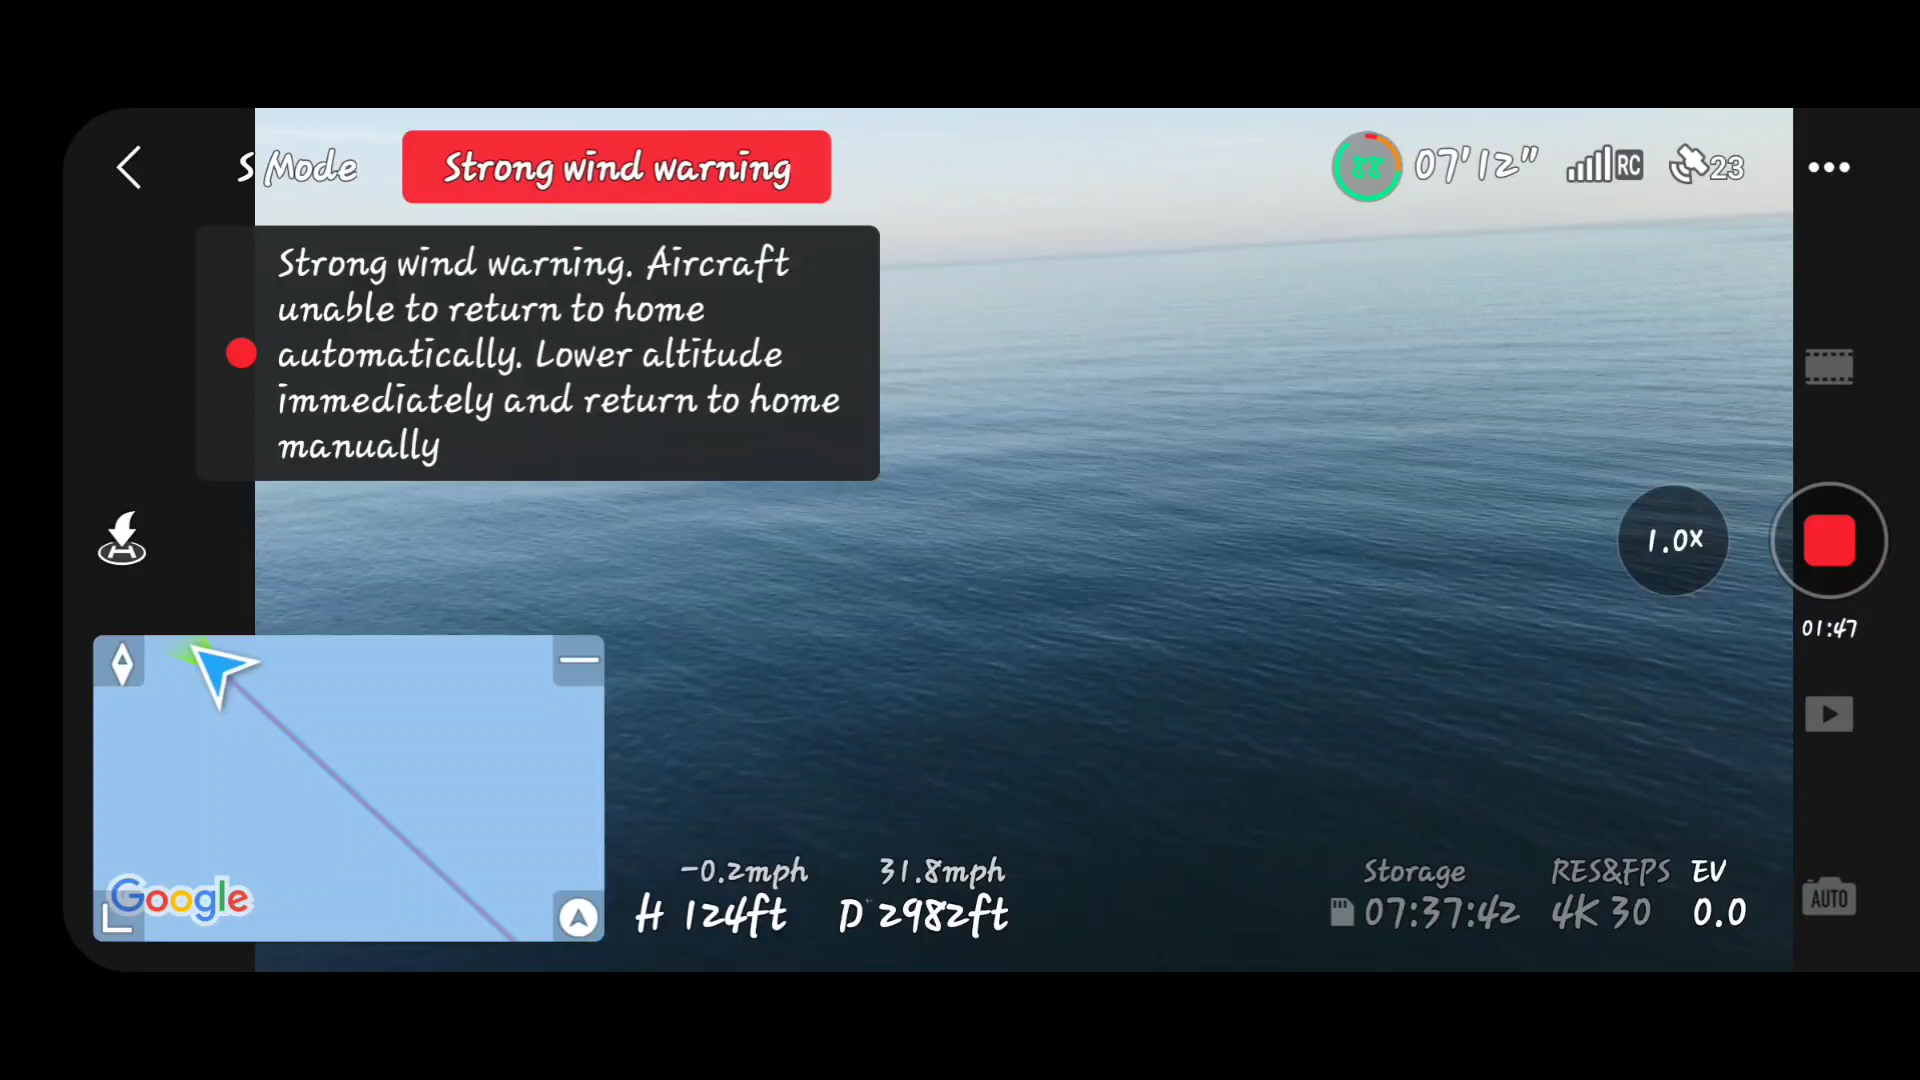 S Mode
Strong wind warning
88
07'12"
RC
23
Strong wind warning. Aircraft
unable to return to home
automatically. Lower altitude
immediately and return to home
manually
1.0x
01:47
Google
-0.2mph
31.8mph
H 124ft
D 2982ft
Storage
07:37:42
RES&FPS
4K 30
EV
0.0
AUTO